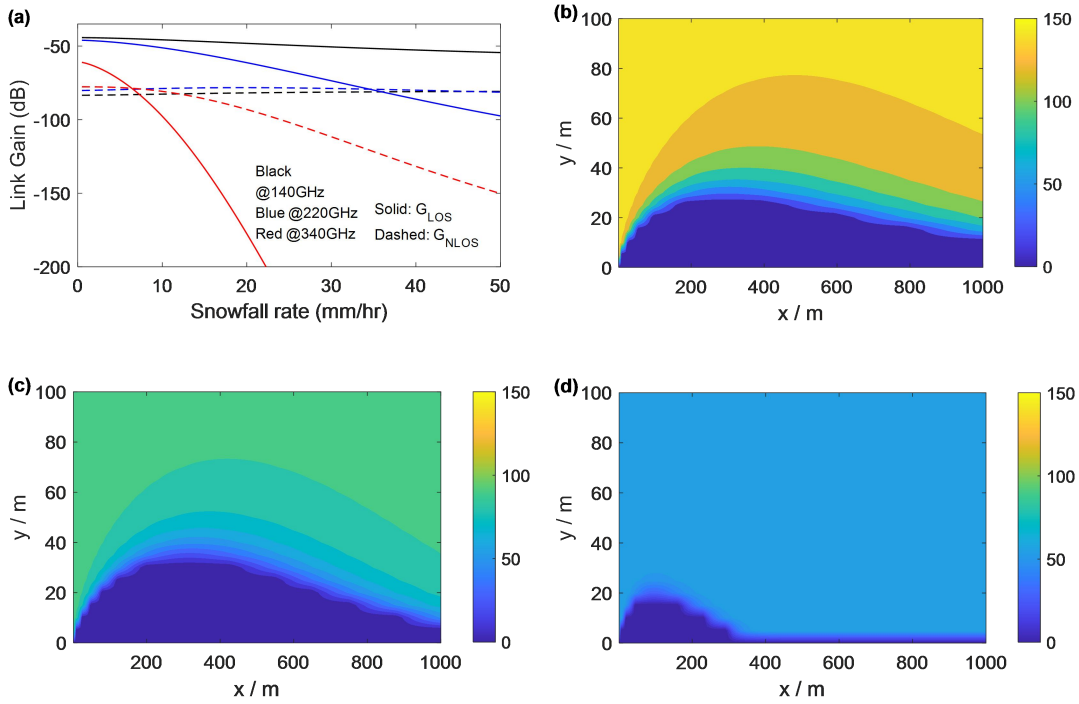 (a)
-50
-100
-150
-200
Link Gain (dB)
0 10 20 30 40 50
Snowfall rate (mm/hr)
Black
@140GHz
Blue @220GHz
Red @340GHz
Solid: G_LOS
Dashed: G_NLOS
(b)
100
80
60
40
20
0
y / m
200 400 600 800 1000
x / m
150
100
50
0
(c)
100
80
60
40
20
0
y / m
200 400 600 800 1000
x / m
150
100
50
0
(d)
100
80
60
40
20
0
y / m
200 400 600 800 1000
x / m
150
100
50
0